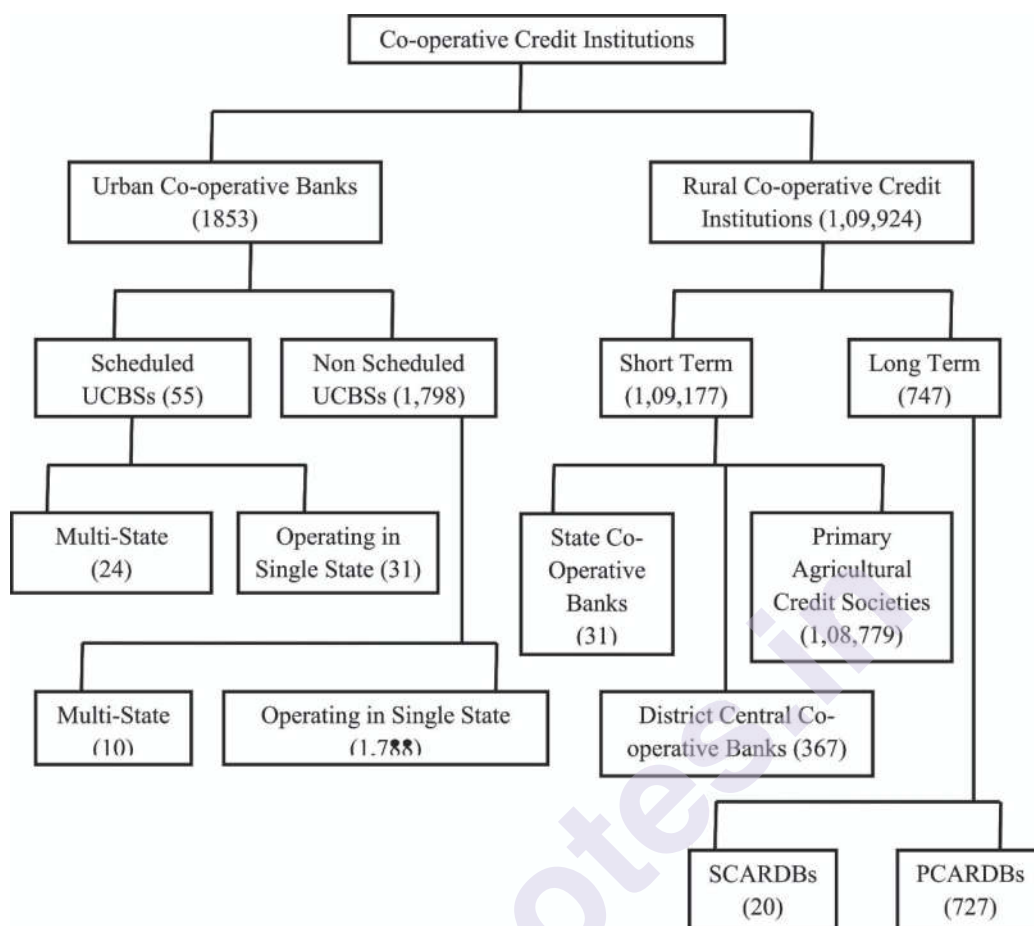 Co-operative Credit Institutions
Urban Co-operative Banks
(1853)
Rural Co-operative Credit
Institutions (1,09,924)
Scheduled
UCBSs (55)
Non Scheduled
UCBSs (1,798)
Short Term
(1,09,177)
Long Term
(747)
Multi-State
(24)
Operating in
Single State (31)
State Co-
Operative
Banks
(31)
Primary
Agricultural
Credit Societies
(1,08,779)
Multi-State
(10)
Operating in Single State
(1,788)
District Central Co-
operative Banks (367)
SCARDBs
(20)
PCARDBs
(727)
otes.in